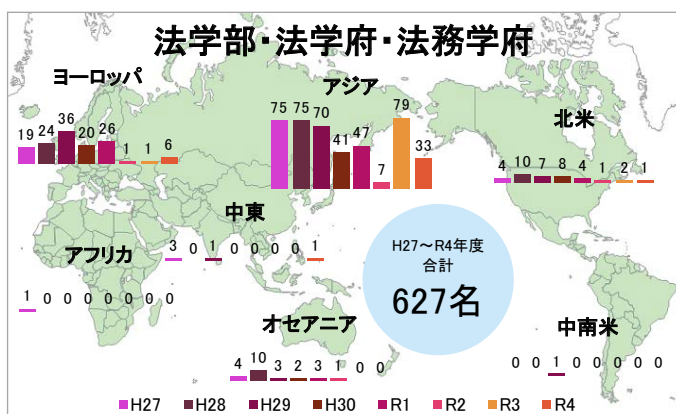 法学部・法学府・法務学府
ヨーロッパ
19 24 36 20 26 1 1 6
アジア
75 75 70 41 47 7 79 33
北米
4 10 7 8 4 1 2 1
中東
3 0 1 0 0 0 0 1
アフリカ
1 0 0 0 0 0 0 0
H27～R4年度
合計
627名
オセアニア
4 10 3 2 3 1 0 0
中南米
0 0 1 0 0 0 0 0
H27 H28 H29 H30 R1 R2 R3 R4